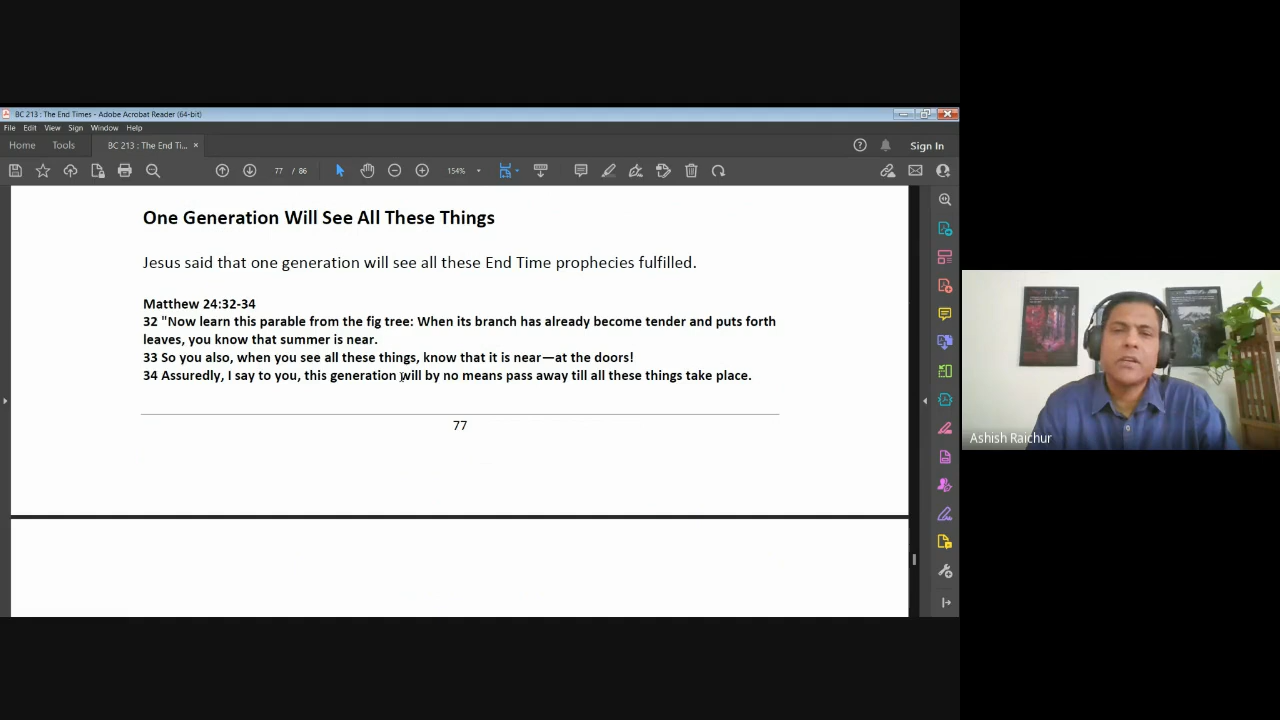 BC 213 : The End Times - Adobe Acrobat Reader (64-bit)
File Edit View Sign Window Help
Home Tools BC 213 : The End Ti... × Sign In
77 / 86 154%
One Generation Will See All These Things
Jesus said that one generation will see all these End Time prophecies fulfilled.
Matthew 24:32-34
32 "Now learn this parable from the fig tree: When its branch has already become tender and puts forth
leaves, you know that summer is near.
33 So you also, when you see all these things, know that it is near—at the doors!
34 Assuredly, I say to you, this generation will by no means pass away till all these things take place.
77
Ashish Raichur